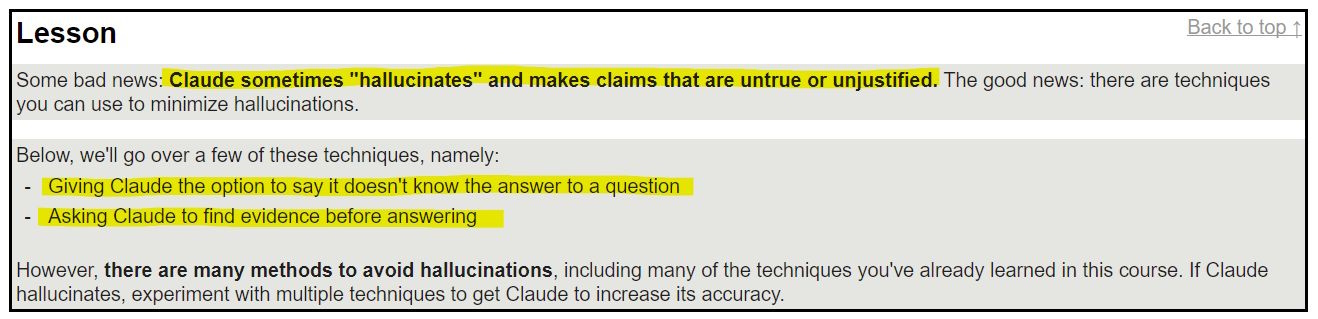 Lesson
Back to top ↑
Some bad news: Claude sometimes "hallucinates" and makes claims that are untrue or unjustified. The good news: there are techniques
you can use to minimize hallucinations.
Below, we'll go over a few of these techniques, namely:
- Giving Claude the option to say it doesn't know the answer to a question
- Asking Claude to find evidence before answering
However, there are many methods to avoid hallucinations, including many of the techniques you've already learned in this course. If Claude
hallucinates, experiment with multiple techniques to get Claude to increase its accuracy.